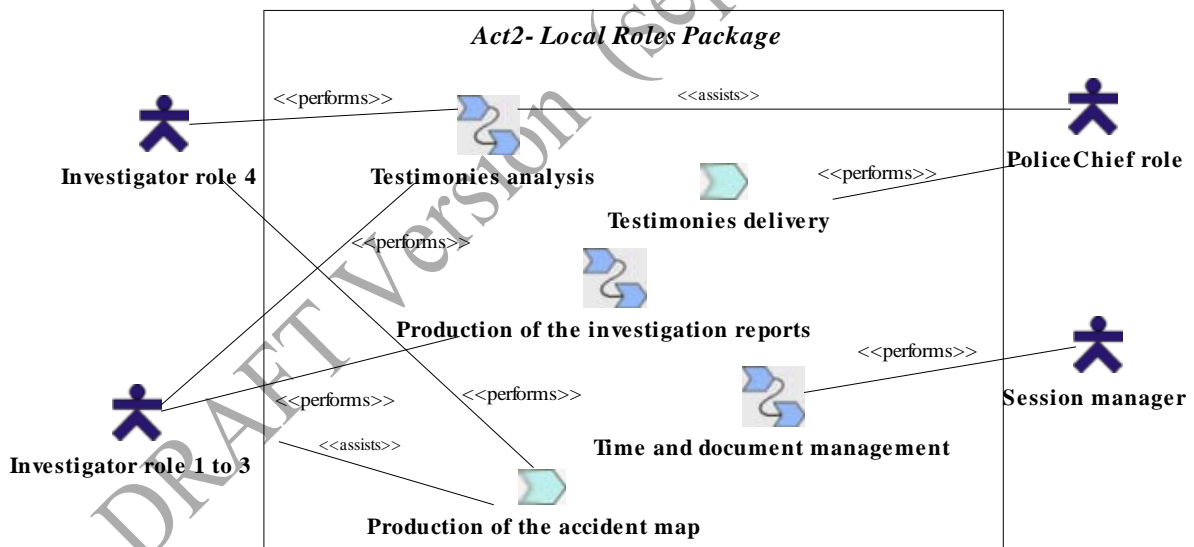 Act2- Local Roles Package
<<performs>>
<<assists>>
Investigator role 4
Testimonies analysis
PoliceChief role
<<performs>>
Testimonies delivery
<<performs>>
Production of the investigation reports
<<performs>>
<<performs>>
<<performs>>
Session manager
<<assists>>
Time and document management
Investigator role 1 to 3
Production of the accident map
DRAFT Version